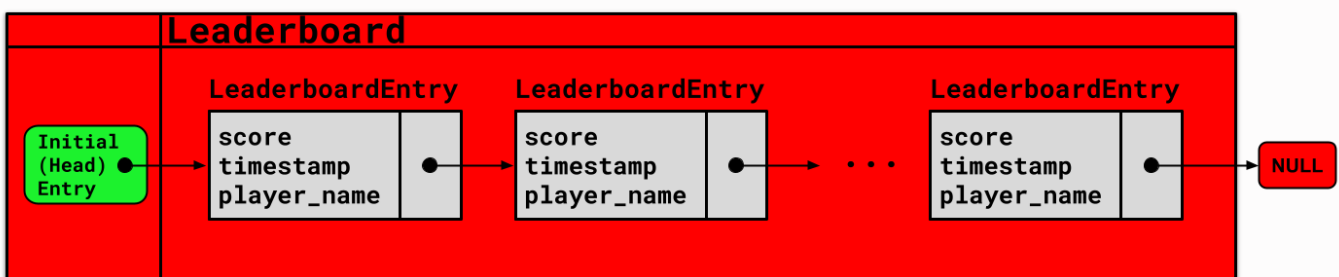 Leaderboard
LeaderboardEntry
LeaderboardEntry
LeaderboardEntry
Initial
(Head)
Entry
score
timestamp
player_name
score
timestamp
player_name
...
score
timestamp
player_name
NULL